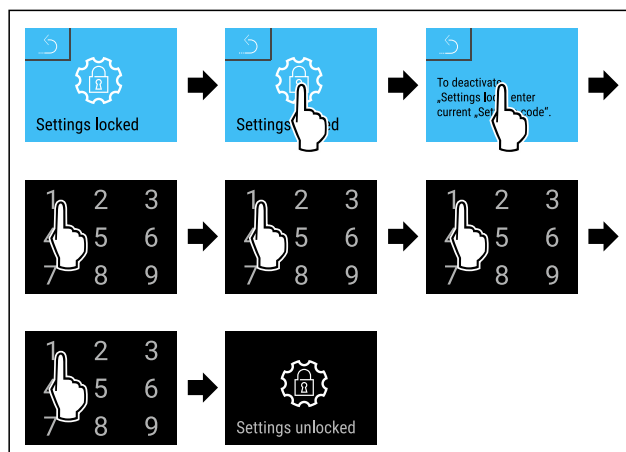 Settings locked
Settings
To deactivate
„Settings enter
current code“.
1 2 3
5 6
7 8 9
1 2 3
5 6
7 8 9
1 2 3
5 6
7 8 9
1 2 3
5 6
7 8 9
Settings unlocked